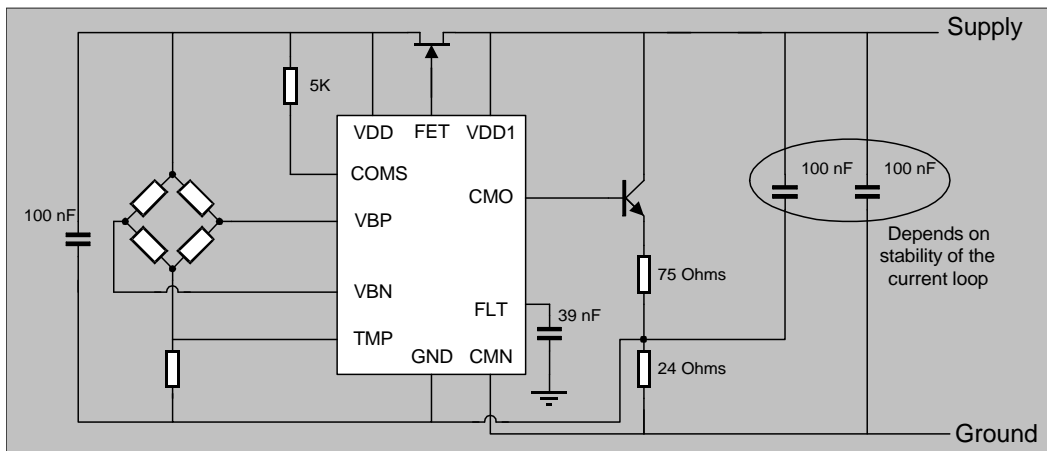 Supply
5K
VDD
FET
VDD1
COMS
100 nF
100 nF
CMO
100 nF
VBP
Depends on
stability of the
current loop
75 Ohms
VBN
FLT
39 nF
TMP
GND
CMN
24 Ohms
Ground